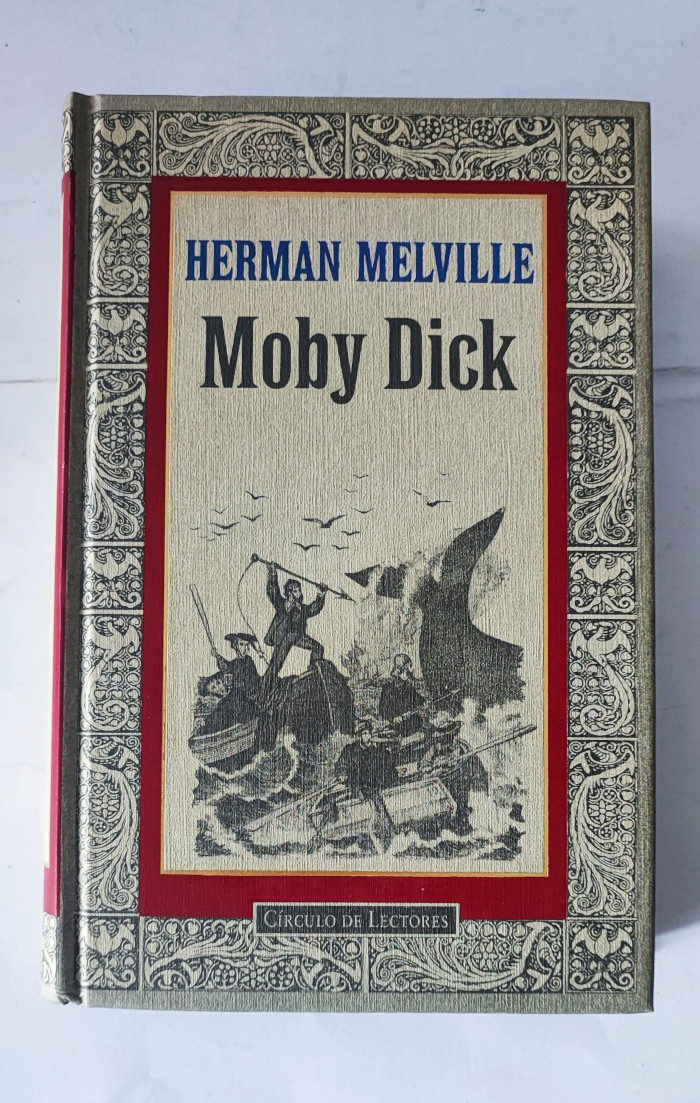 HERMAN MELVILLE
Moby Dick
CÍRCULO DE LECTORES